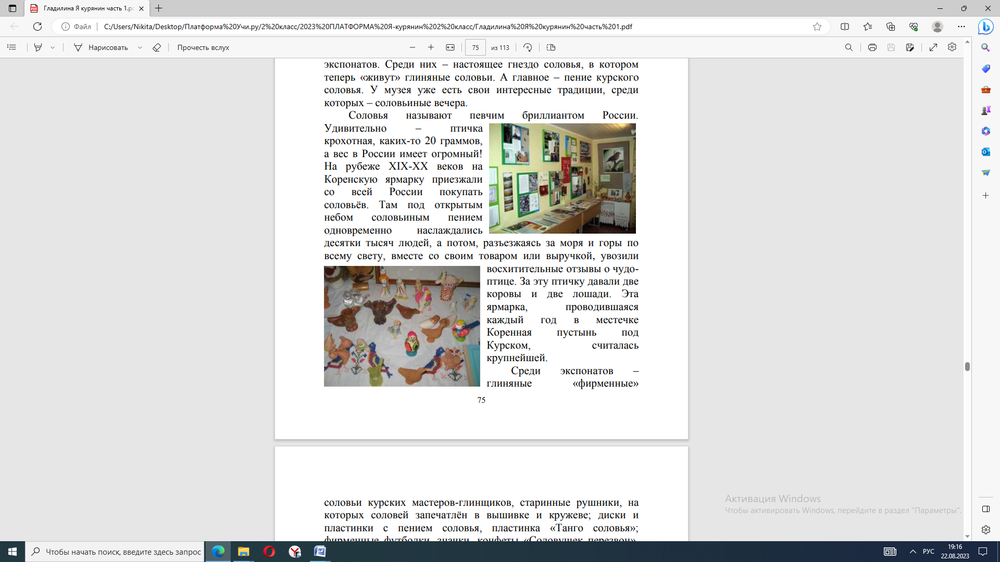 Гладилина Я курянин часть 1.pd
Файл
C:/Users/Nikita/Desktop/Платформа%20Учи.ру/2%20класс/2023%20ПЛАТФОРМА%20Я-курянин%202%20класс/Гладилина%20Я%20курянин%20часть%201.pdf
Нарисовать
Прочесть вслух
75
из 113
экспонатов. Среди них – настоящее гнездо соловья, в котором
теперь «живут» глиняные соловьи. А главное – пение курского
соловья. У музея уже есть свои интересные традиции, среди
которых – соловьиные вечера.
Соловья называют певчим бриллиантом России.
Удивительно – птичка
крохотная, каких-то 20 граммов,
а вес в России имеет огромный!
На рубеже XIX-XX веков на
Коренскую ярмарку приезжали
со всей России покупать
соловьёв. Там под открытым
небом соловьиным пением
одновременно наслаждались
десятки тысяч людей, а потом, разъезжаясь за моря и горы по
всему свету, вместе со своим товаром или выручкой, увозили
восхитительные отзывы о чудо-
птице. За эту птичку давали две
коровы и две лошади. Эта
ярмарка, проводившаяся
каждый год в местечке
Коренная пустынь под
Курском, считалась
крупнейшей.
Среди экспонатов –
глиняные «фирменные»
75
соловьи курских мастеров-глинщиков, старинные рушники, на
которых соловей запечатлён в вышивке и кружеве; диски и
пластинки с пением соловья, пластинка «Танго соловья»;
фирменные футболки, значки, конфеты «Соловушек перезвон»,
Активация Windows
Чтобы активировать Windows, перейдите в раздел "Параметры".
Чтобы начать поиск, введите здесь запрос
РУС
19:16
22.08.2023